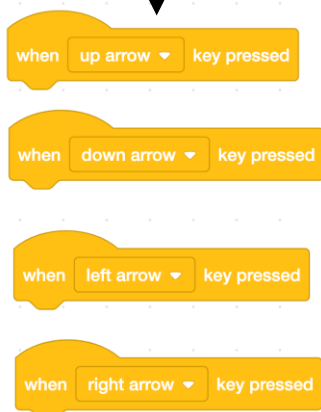 when up arrow key pressed
when down arrow key pressed
when left arrow key pressed
when right arrow key pressed